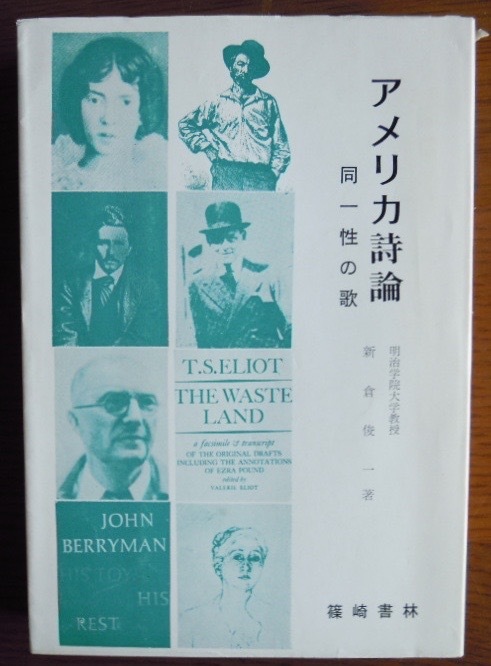 アメリカ詩論
同一性の歌
明治学院大学教授
新倉俊一著
T.S.ELIOT
THE WASTE
LAND
a facsimile & transcript
OF THE ORIGINAL DRAFTS
INCLUDING THE ANNOTATIONS
OF EZRA POUND
edited by
VALERIE ELIOT
JOHN
BERRYMAN
HIS TOY
HIS
REST
篠崎書林